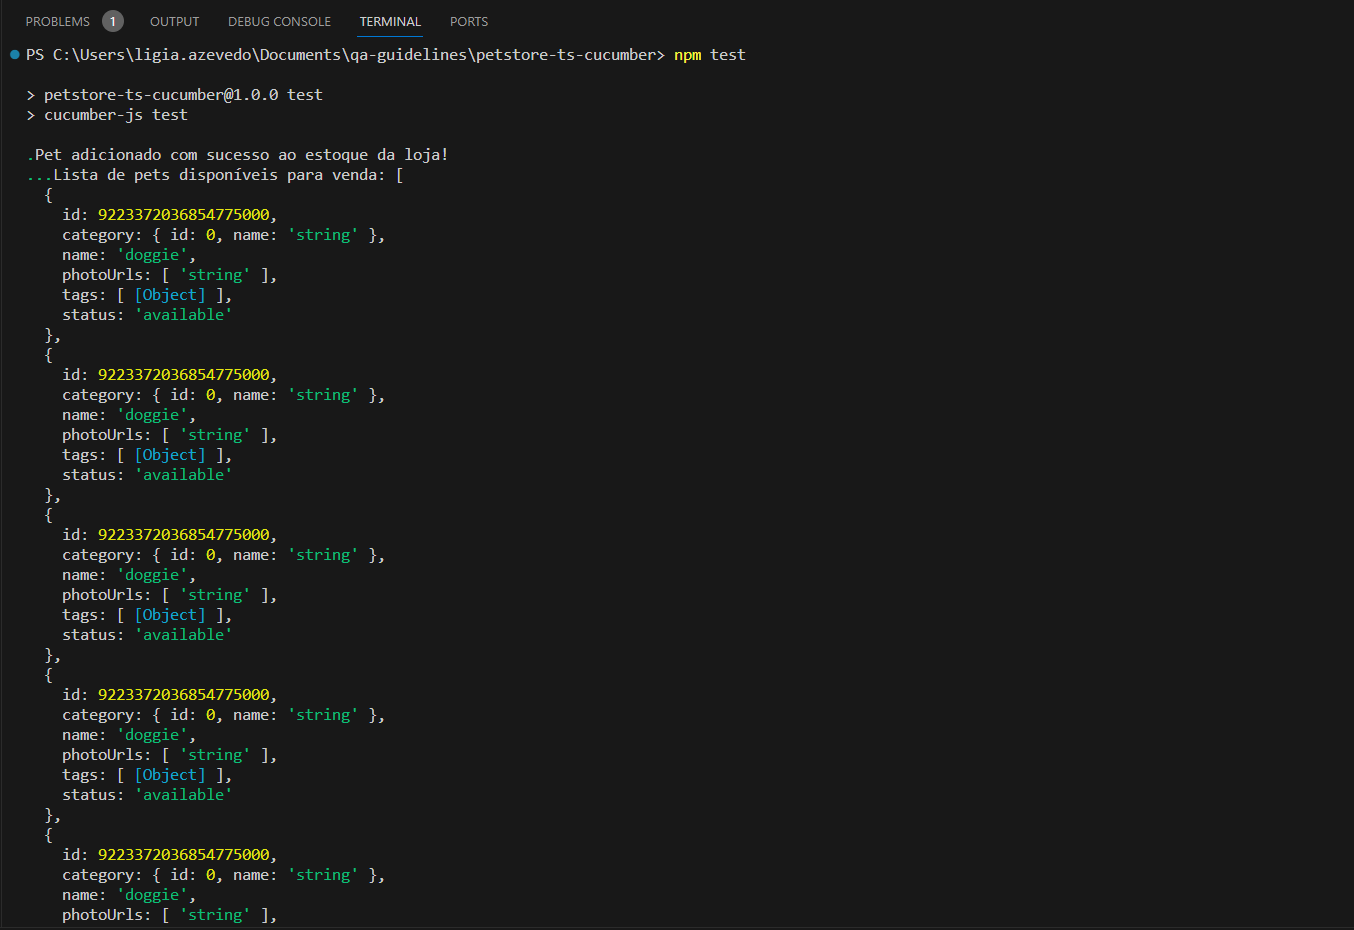 PROBLEMS 1 OUTPUT DEBUG CONSOLE TERMINAL PORTS
PS C:\Users\ligia.azevedo\Documents\qa-guidelines\petstore-ts-cucumber> npm test
> petstore-ts-cucumber@1.0.0 test
> cucumber-js test
.Pet adicionado com sucesso ao estoque da loja!
...Lista de pets disponíveis para venda: [
{
id: 9223372036854775000,
category: { id: 0, name: 'string' },
name: 'doggie',
photoUrls: [ 'string' ],
tags: [ [Object] ],
status: 'available'
},
{
id: 9223372036854775000,
category: { id: 0, name: 'string' },
name: 'doggie',
photoUrls: [ 'string' ],
tags: [ [Object] ],
status: 'available'
},
{
id: 9223372036854775000,
category: { id: 0, name: 'string' },
name: 'doggie',
photoUrls: [ 'string' ],
tags: [ [Object] ],
status: 'available'
},
{
id: 9223372036854775000,
category: { id: 0, name: 'string' },
name: 'doggie',
photoUrls: [ 'string' ],
tags: [ [Object] ],
status: 'available'
},
{
id: 9223372036854775000,
category: { id: 0, name: 'string' },
name: 'doggie',
photoUrls: [ 'string' ],